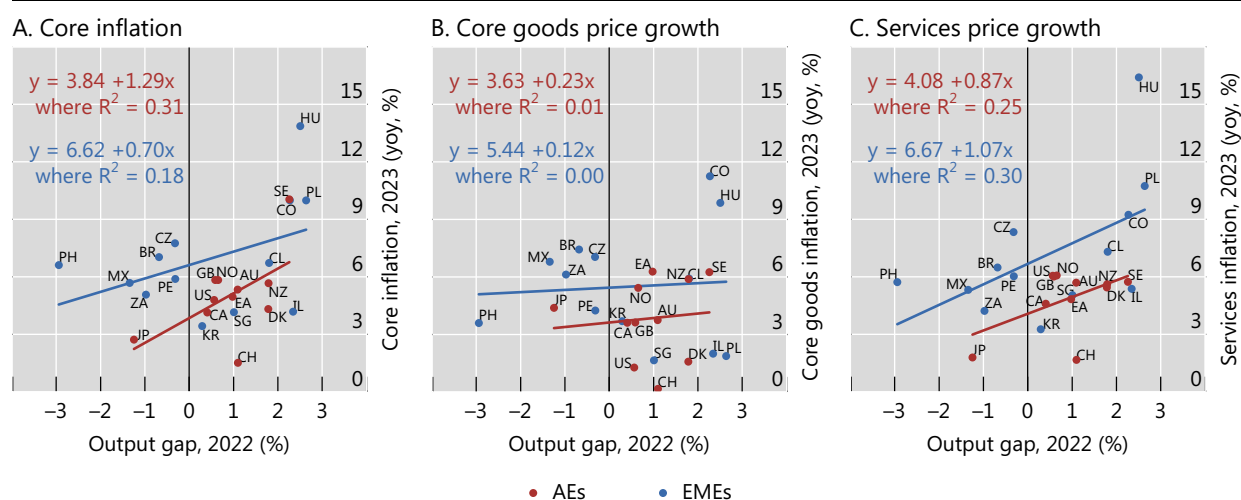 A. Core inflation
y = 3.84 +1.29x
where R² = 0.31
y = 6.62 +0.70x
where R² = 0.18
15
12
9
6
3
0
HU
SE
PL
CO
CZ
BR
PH
CL
MX
GB
NO
AU
PE
ZA
US
EA
NZ
CA
SG
DK
IL
KR
JP
CH
−3 −2 −1 0 1 2 3
Output gap, 2022 (%)
Core inflation, 2023 (yoy, %)
B. Core goods price growth
y = 3.63 +0.23x
where R² = 0.01
y = 5.44 +0.12x
where R² = 0.00
15
12
9
6
3
0
CO
HU
BR
CZ
MX
ZA
EA
NZ
CL
SE
NO
JP
PE
PH
KR
AU
CA
GB
US
SG
DK
IL
PL
CH
−3 −2 −1 0 1 2 3
Output gap, 2022 (%)
Core goods inflation, 2023 (yoy, %)
C. Services price growth
y = 4.08 +0.87x
where R² = 0.25
y = 6.67 +1.07x
where R² = 0.30
15
12
9
6
3
0
HU
PL
CO
CZ
CL
BR
PH
MX
PE
US
NO
GB
AU
NZ
SE
SG
DK
IL
ZA
CA
EA
KR
JP
CH
−3 −2 −1 0 1 2 3
Output gap, 2022 (%)
Services inflation, 2023 (yoy, %)
AEs
EMEs